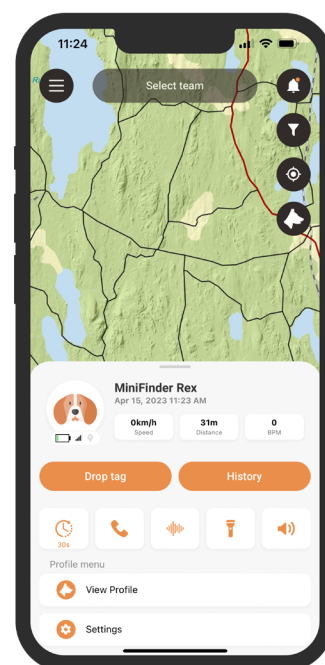 11:24
Select team
MiniFinder Rex
Apr 15, 2023 11:23 AM
0km/h
Speed
31m
Distance
0
BPM
Drop tag
History
30s
Profile menu
View Profile
Settings